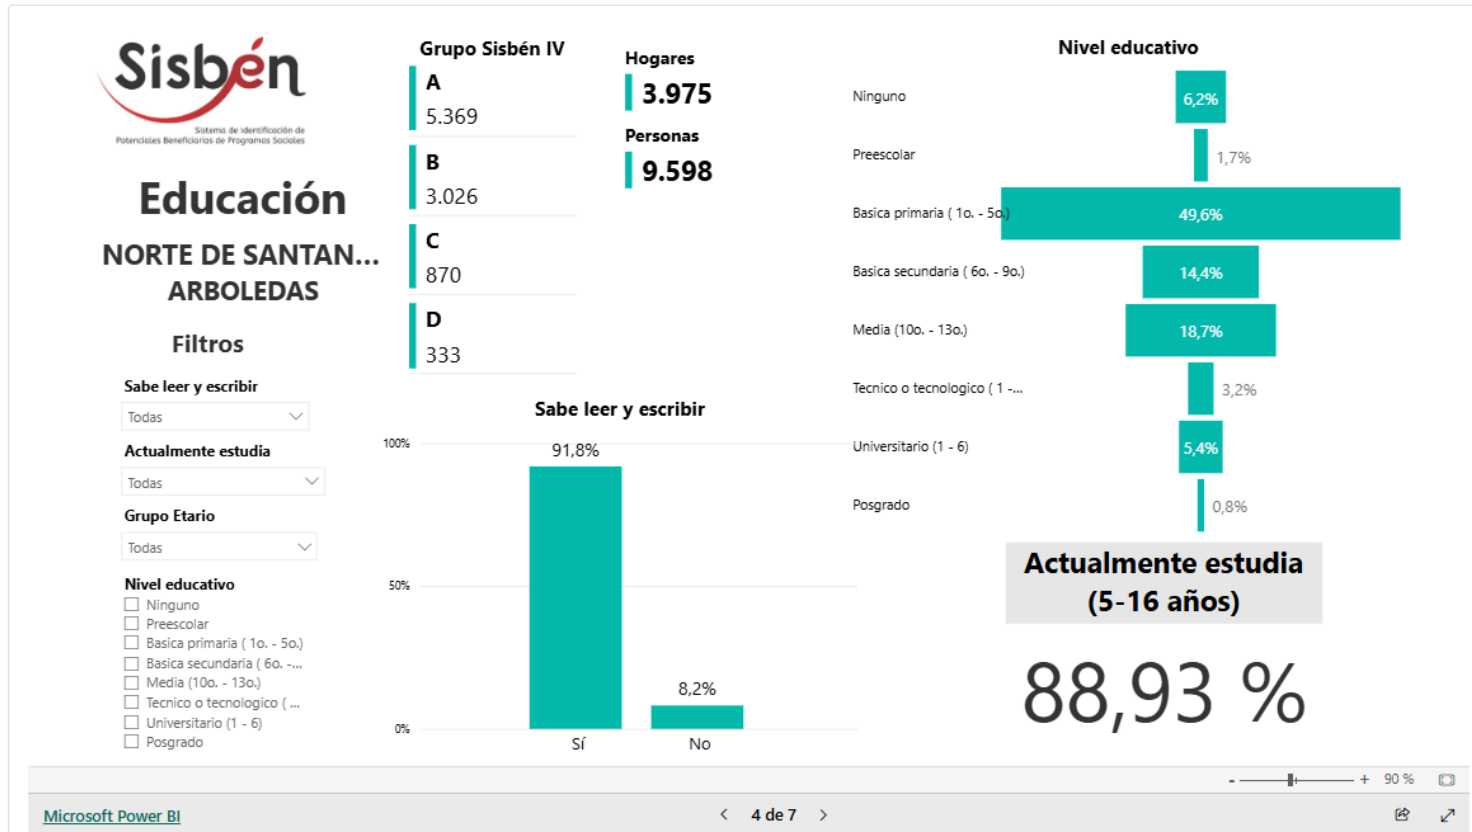 Sisbén
Sistema de Identificación de
Potenciales Beneficiarios de Programas Sociales
Educación
NORTE DE SANTAN...
ARBOLEDAS
Filtros
Sabe leer y escribir
Todas
Actualmente estudia
Todas
Grupo Etario
Todas
Nivel educativo
Ninguno
Preescolar
Basica primaria ( 1o. - 5o.)
Basica secundaria ( 6o. -...
Media (10o. - 13o.)
Tecnico o tecnologico ( ...
Universitario (1 - 6)
Posgrado
Grupo Sisbén IV
A
5.369
B
3.026
C
870
D
333
Hogares
3.975
Personas
9.598
Sabe leer y escribir
100%
50%
0%
91,8%
8,2%
Sí
No
Nivel educativo
Ninguno
6,2%
Preescolar
1,7%
Basica primaria ( 1o. - 5o.)
49,6%
Basica secundaria ( 6o. - 9o.)
14,4%
Media (10o. - 13o.)
18,7%
Tecnico o tecnologico ( 1 -...
3,2%
Universitario (1 - 6)
5,4%
Posgrado
0,8%
Actualmente estudia
(5-16 años)
88,93 %
- + 90 %
Microsoft Power BI
< 4 de 7 >